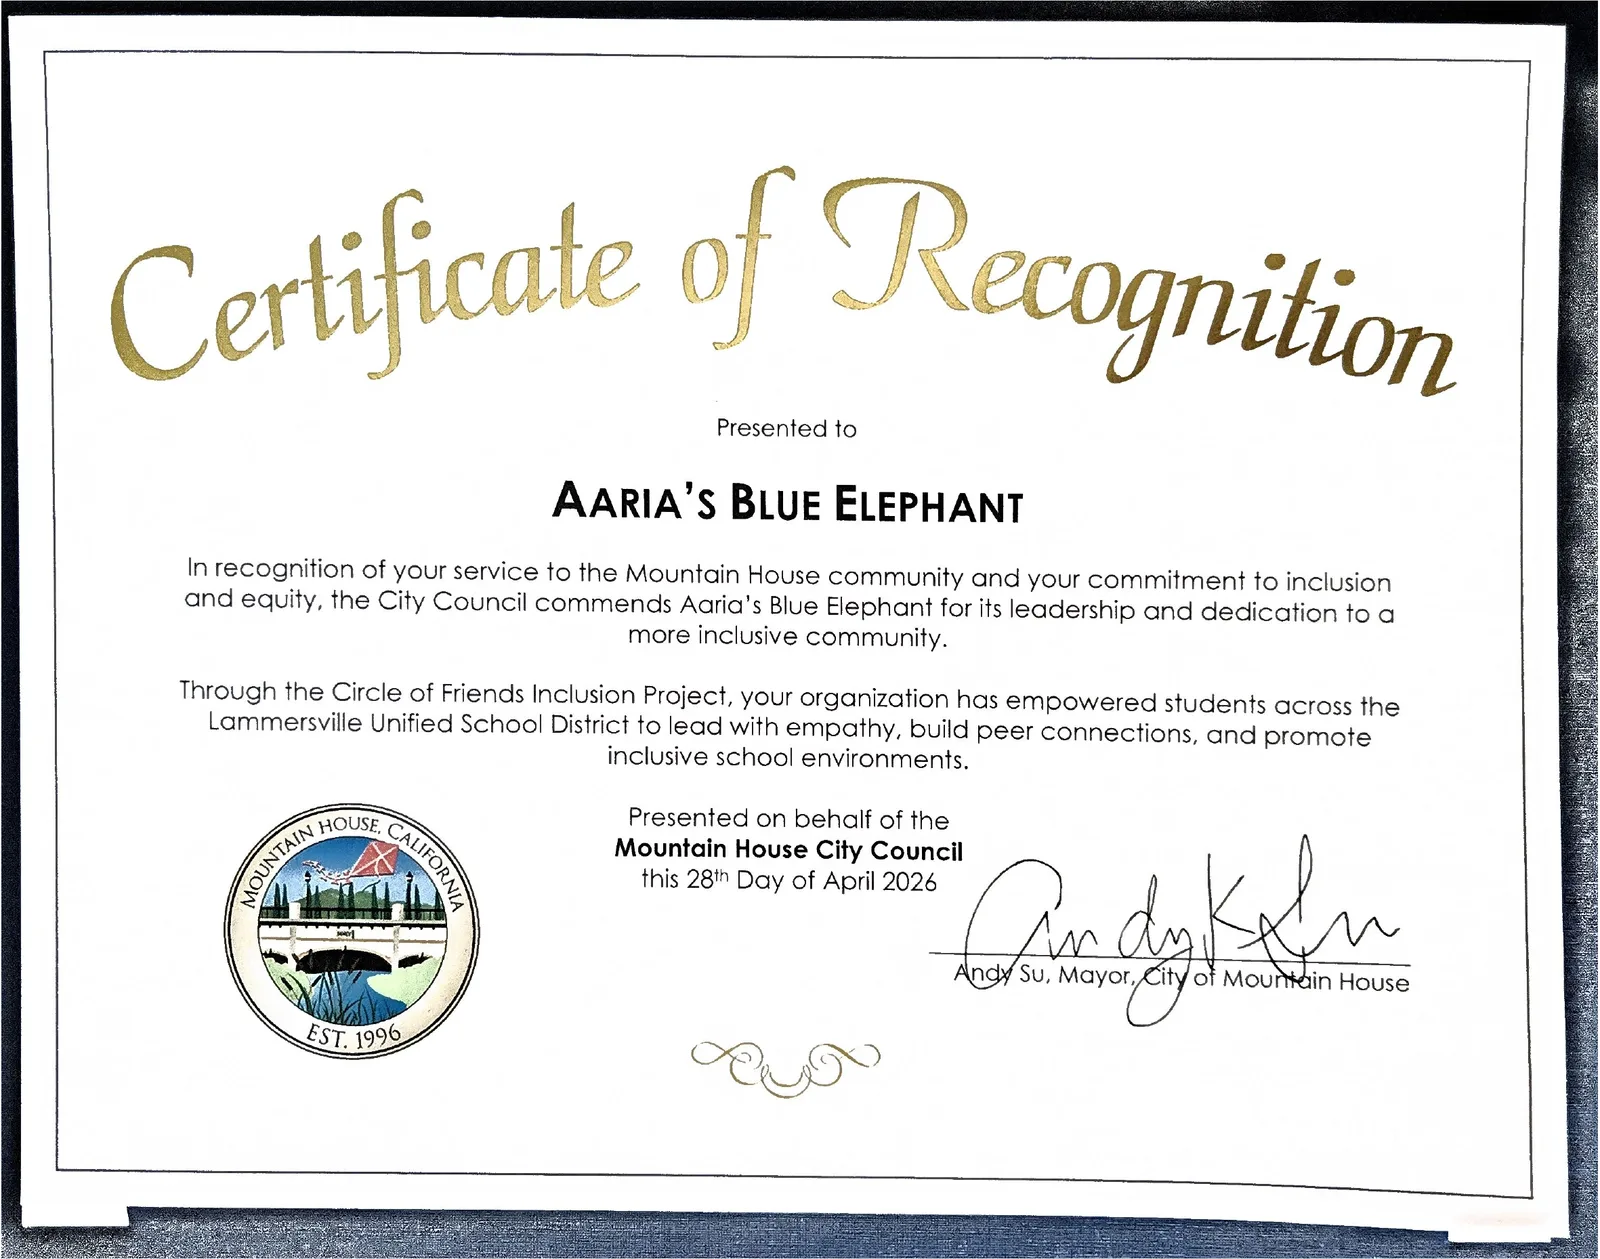 Certificate of Recognition
Presented to
AARIA'S BLUE ELEPHANT
In recognition of your service to the Mountain House community and your commitment to inclusion
and equity, the City Council commends Aaria's Blue Elephant for its leadership and dedication to a
more inclusive community.
Through the Circle of Friends Inclusion Project, your organization has empowered students across the
Lammersville Unified School District to lead with empathy, build peer connections, and promote
inclusive school environments.
Presented on behalf of the
Mountain House City Council
this 28th Day of April 2026
MOUNTAIN HOUSE, CALIFORNIA
EST. 1996
Andy Su, Mayor, City of Mountain House